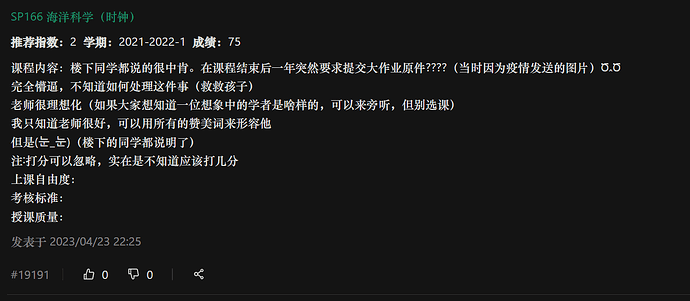 SP166 海洋科学（时钟）
推荐指数：2 学期：2021-2022-1 成绩：75
课程内容：楼下同学都说的很中肯。在课程结束后一年突然要求提交大作业原件????（当时因为疫情发送的图片）Ծ‸Ծ
完全懵逼，不知道如何处理这件事（救救孩子）
老师很理想化（如果大家想知道一位想象中的学者是啥样的，可以来旁听，但别选课）
我只知道老师很好，可以用所有的赞美词来形容他
但是(눈_눈)（楼下的同学都说明了）
注:打分可以忽略，实在是不知道应该打几分
上课自由度：
考核标准：
授课质量：
发表于 2023/04/23 22:25
#19191 0 0